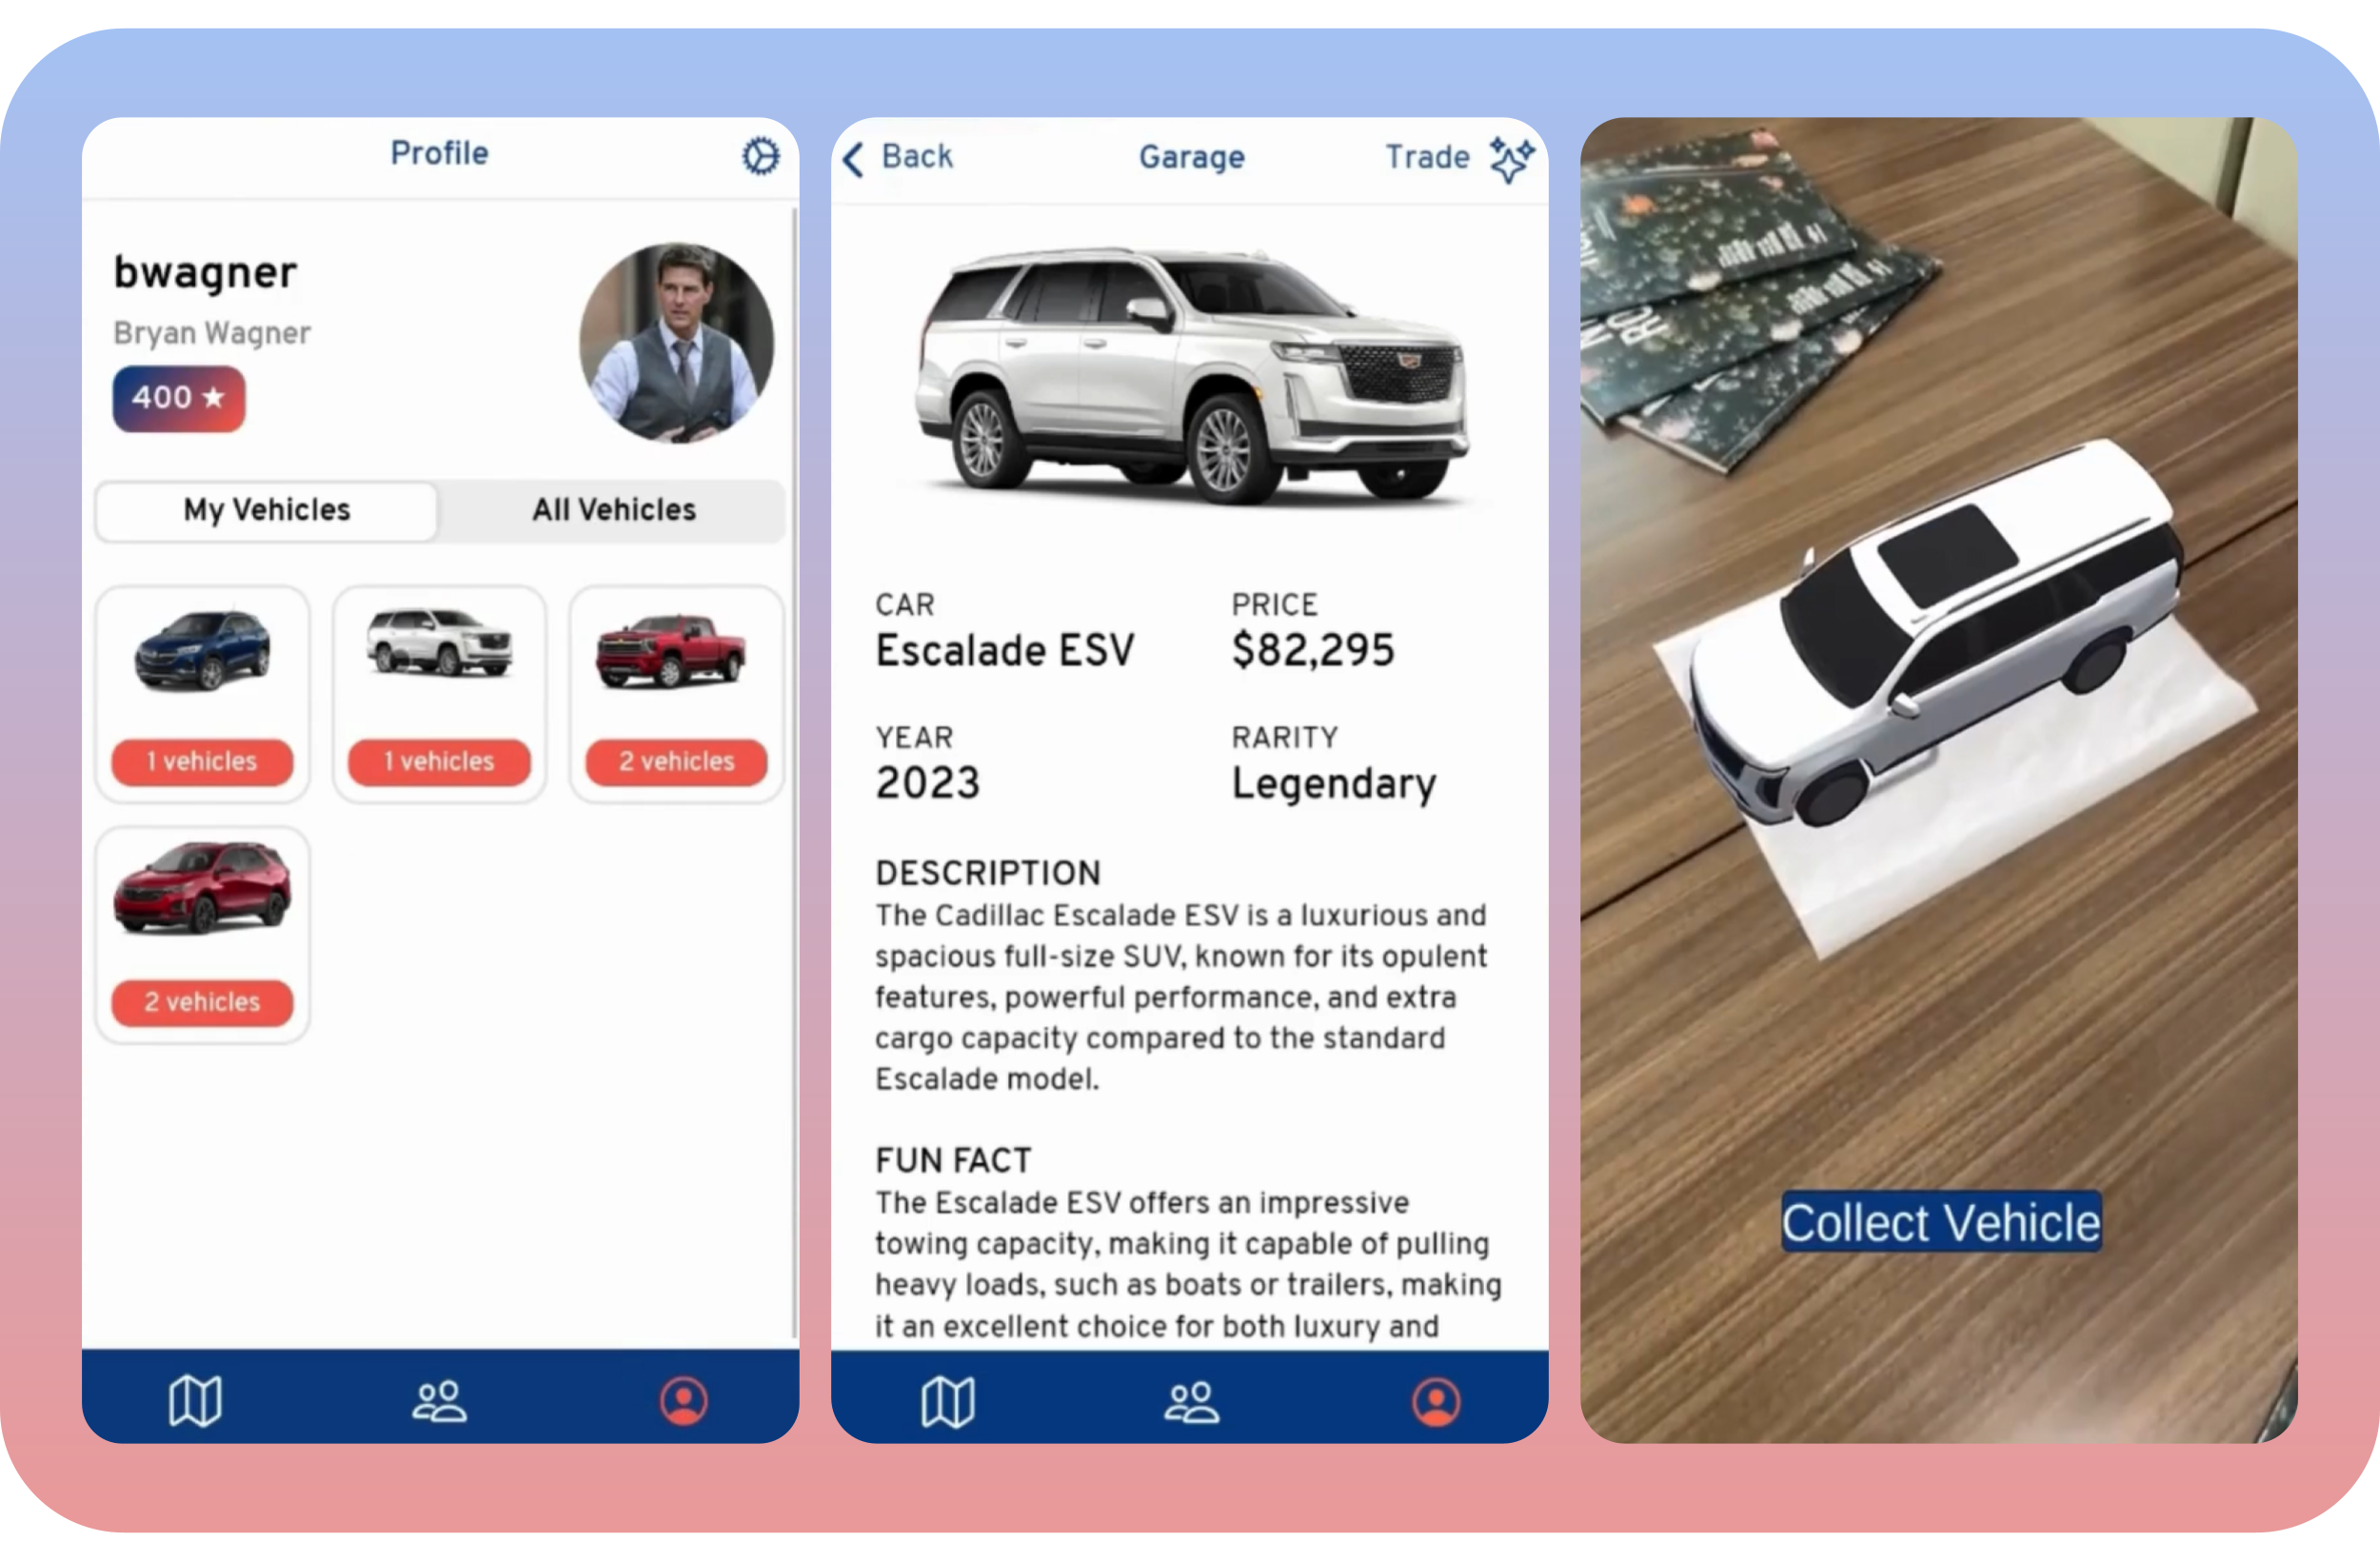 Profile
bwagner
Bryan Wagner
400 ★
My Vehicles
All Vehicles
1 vehicles
1 vehicles
2 vehicles
2 vehicles
Back
Garage
Trade
CAR
Escalade ESV
PRICE
$82,295
YEAR
2023
RARITY
Legendary
DESCRIPTION
The Cadillac Escalade ESV is a luxurious and
spacious full-size SUV, known for its opulent
features, powerful performance, and extra
cargo capacity compared to the standard
Escalade model.
FUN FACT
The Escalade ESV offers an impressive
towing capacity, making it capable of pulling
heavy loads, such as boats or trailers, making
it an excellent choice for both luxury and
Collect Vehicle